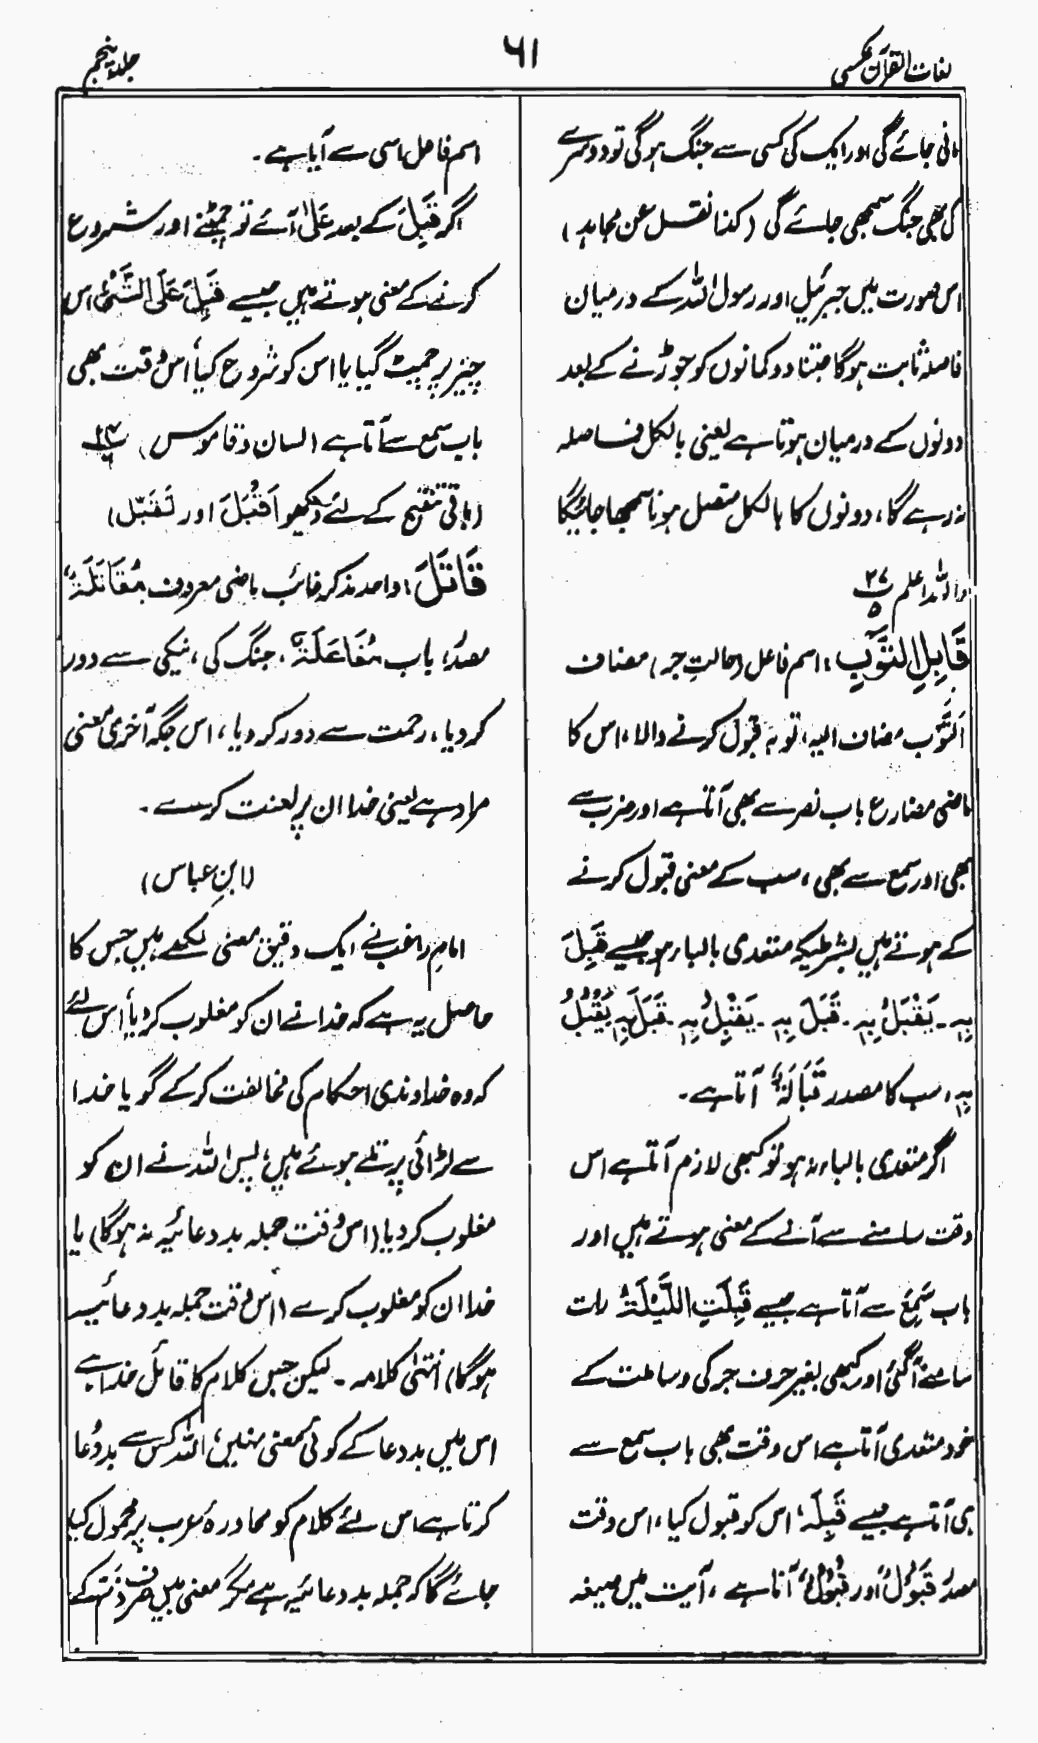 لغات القرآن عکسی
۶۱
جلد پنجم
مانی جائے گی اور ایک کی کسی سے جنگ ہوگی تو دوسرے
کی بھی جنگ سمجھی جائے گی (کذا نقل عن مجاہد)
اس صورت میں جبرئیل اور رسول اللہ کے درمیان
فاصلہ ثابت ہوگا جتنا دو کمانوں کو جوڑنے کے بعد
دونوں کے درمیان ہوتا ہے یعنی بالکل فاصلہ
نہ رہے گا، دونوں کا بالکل متصل ہونا سمجھا جائیگا
واللہ اعلم ۲۷ ۵
قَابِلِ التَّوْبِ، اسم فاعل (حالتِ جر) مضاف
اَلتَّوْبِ مضاف الیہ، توبہ قبول کرنے والا، اس کا
ماضی مضارع باب نصر سے بھی آتا ہے اور ضرب سے
بھی اور سمع سے بھی، سب کے معنی قبول کرنے
کے ہوتے ہیں بشرطیکہ متعدی بالباء ہو جیسے قَبِلَ
بِہٖ۔ یَقْبَلُ بِہٖ۔ قَبَلَ بِہٖ۔ یَقْبِلُ بِہٖ۔ قَبَلَ بِہٖ یَقْبُلُ
بِہٖ، سب کا مصدر قَبَالَۃٌ آتا ہے۔
اگر متعدی بالباء نہ ہو تو کبھی لازم آتا ہے اس
وقت سامنے سے آنے کے معنی ہوتے ہیں اور
باب سَمِعَ سے آتا ہے جیسے قَبِلَتِ اللَّیْلَۃُ رات
سامنے آگئی اور کبھی بغیر حرف جر کی وساطت کے
خود متعدی آتا ہے اس وقت بھی باب سمع سے
ہی آتا ہے جیسے قَبِلَہٗ اس کو قبول کیا، اس وقت
مصدر قَبُوْلٌ اور قُبُوْلٌ آتا ہے، آیت میں صیغہ
اسم فاعل اسی سے آیا ہے۔
اگر قَبِلَ کے بعد عَلٰی آئے تو چمٹنے اور شروع
کرنے کے معنی ہوتے ہیں جیسے قَبِلَ عَلَی الشَّیْءِ اس
چیز پر چمٹ گیا یا اس کو شروع کیا، اس وقت بھی
باب سمع سے آتا ہے (لسان و قاموس)
(باقی تنقیح کے لئے دیکھو اَقْبَلَ اور تَقَبَّل)
قَاتَلَ، واحد مذکر غائب ماضی معروف مُقَاتَلَۃٌ
مصدر، باب مُفَاعَلَۃٌ، جنگ کی، نیکی سے دور
کر دیا، رحمت سے دور کر دیا، اس جگہ آخری معنی
مراد ہے یعنی خدا ان پر لعنت کرے۔
(ابنِ عباس)
امام راغب نے ایک دقیق معنی لکھے ہیں جس کا
حاصل یہ ہے کہ خدا نے ان کو مغلوب کر دیا، اس لئے
کہ وہ خداوندی احکام کی مخالفت کر کے گویا خدا
سے لڑائی پر تلے ہوئے ہیں، پس اللہ نے ان کو
مغلوب کر دیا (اس وقت جملہ بددعائیہ نہ ہوگا) یا
خدا ان کو مغلوب کرے (اس وقت جملہ بددعائیہ
ہوگا) انتہیٰ کلامہ۔ لیکن جس کلام کا قائل خدا ہے
اس میں بددعا کے کوئی معنی نہیں، اللہ کس سے بددُعا
کرتا ہے اس لئے کلام کو محاورۂ عرب پر محمول کیا
جائے گا کہ جملہ بددعائیہ ہے مگر معنی میں صرف ذمّت کے